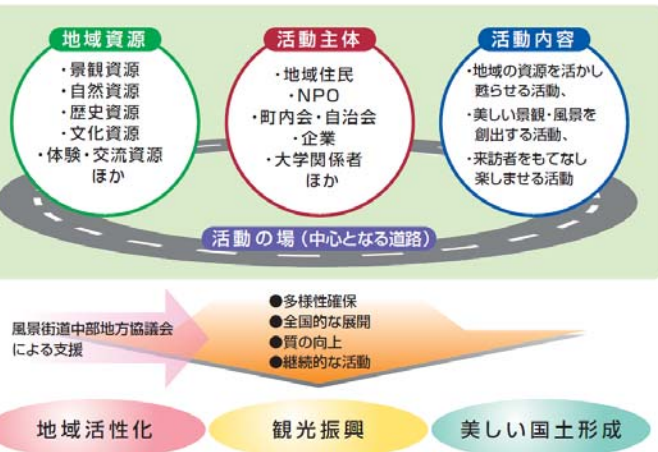 地域資源
・景観資源
・自然資源
・歴史資源
・文化資源
・体験・交流資源
ほか
活動主体
・地域住民
・NPO
・町内会・自治会
・企業
・大学関係者
ほか
活動内容
・地域の資源を活かし
甦らせる活動、
・美しい景観・風景を
創出する活動、
・来訪者をもてなし
楽しませる活動
活動の場（中心となる道路）
風景街道中部地方協議会
による支援
●多様性確保
●全国的な展開
●質の向上
●継続的な活動
地域活性化
観光振興
美しい国土形成